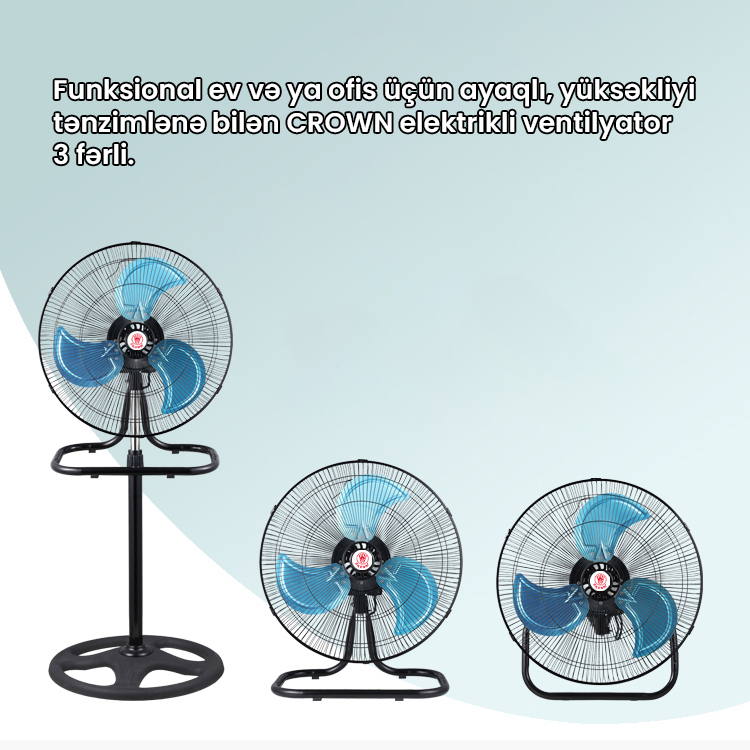 Funksional ev və ya ofis üçün ayaqlı, yüksəkliyi
tənzimlənə bilən CROWN elektrikli ventilyator
3 fərli.